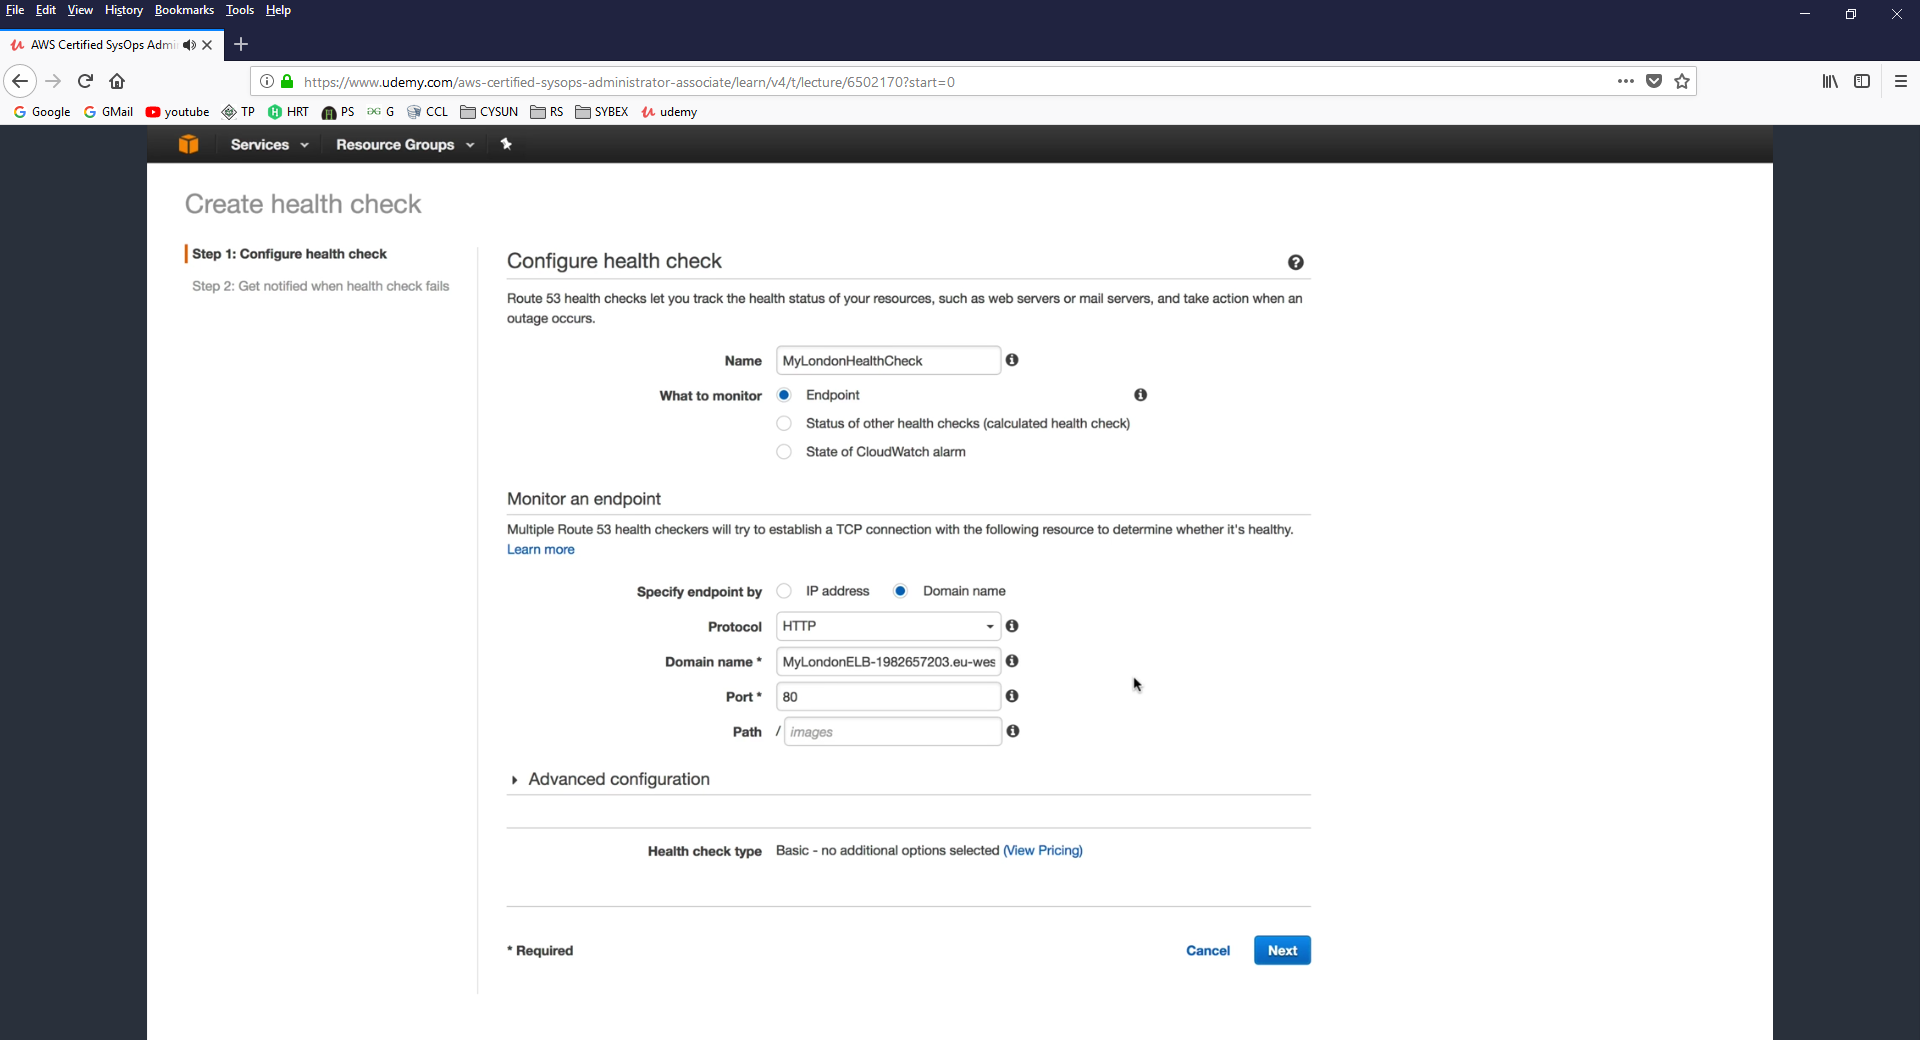 File Edit View History Bookmarks Tools Help
AWS Certified SysOps Admi
https://www.udemy.com/aws-certified-sysops-administrator-associate/learn/v4/t/lecture/6502170?start=0
Google GMail youtube TP HRT PS G CCL CYSUN RS SYBEX udemy
Services Resource Groups
Create health check
Step 1: Configure health check
Step 2: Get notified when health check fails
Configure health check
Route 53 health checks let you track the health status of your resources, such as web servers or mail servers, and take action when an
outage occurs.
Name MyLondonHealthCheck
What to monitor Endpoint
Status of other health checks (calculated health check)
State of CloudWatch alarm
Monitor an endpoint
Multiple Route 53 health checkers will try to establish a TCP connection with the following resource to determine whether it's healthy.
Learn more
Specify endpoint by IP address Domain name
Protocol HTTP
Domain name * MyLondonELB-1982657203.eu-wes
Port * 80
Path / images
Advanced configuration
Health check type Basic - no additional options selected (View Pricing)
* Required Cancel Next